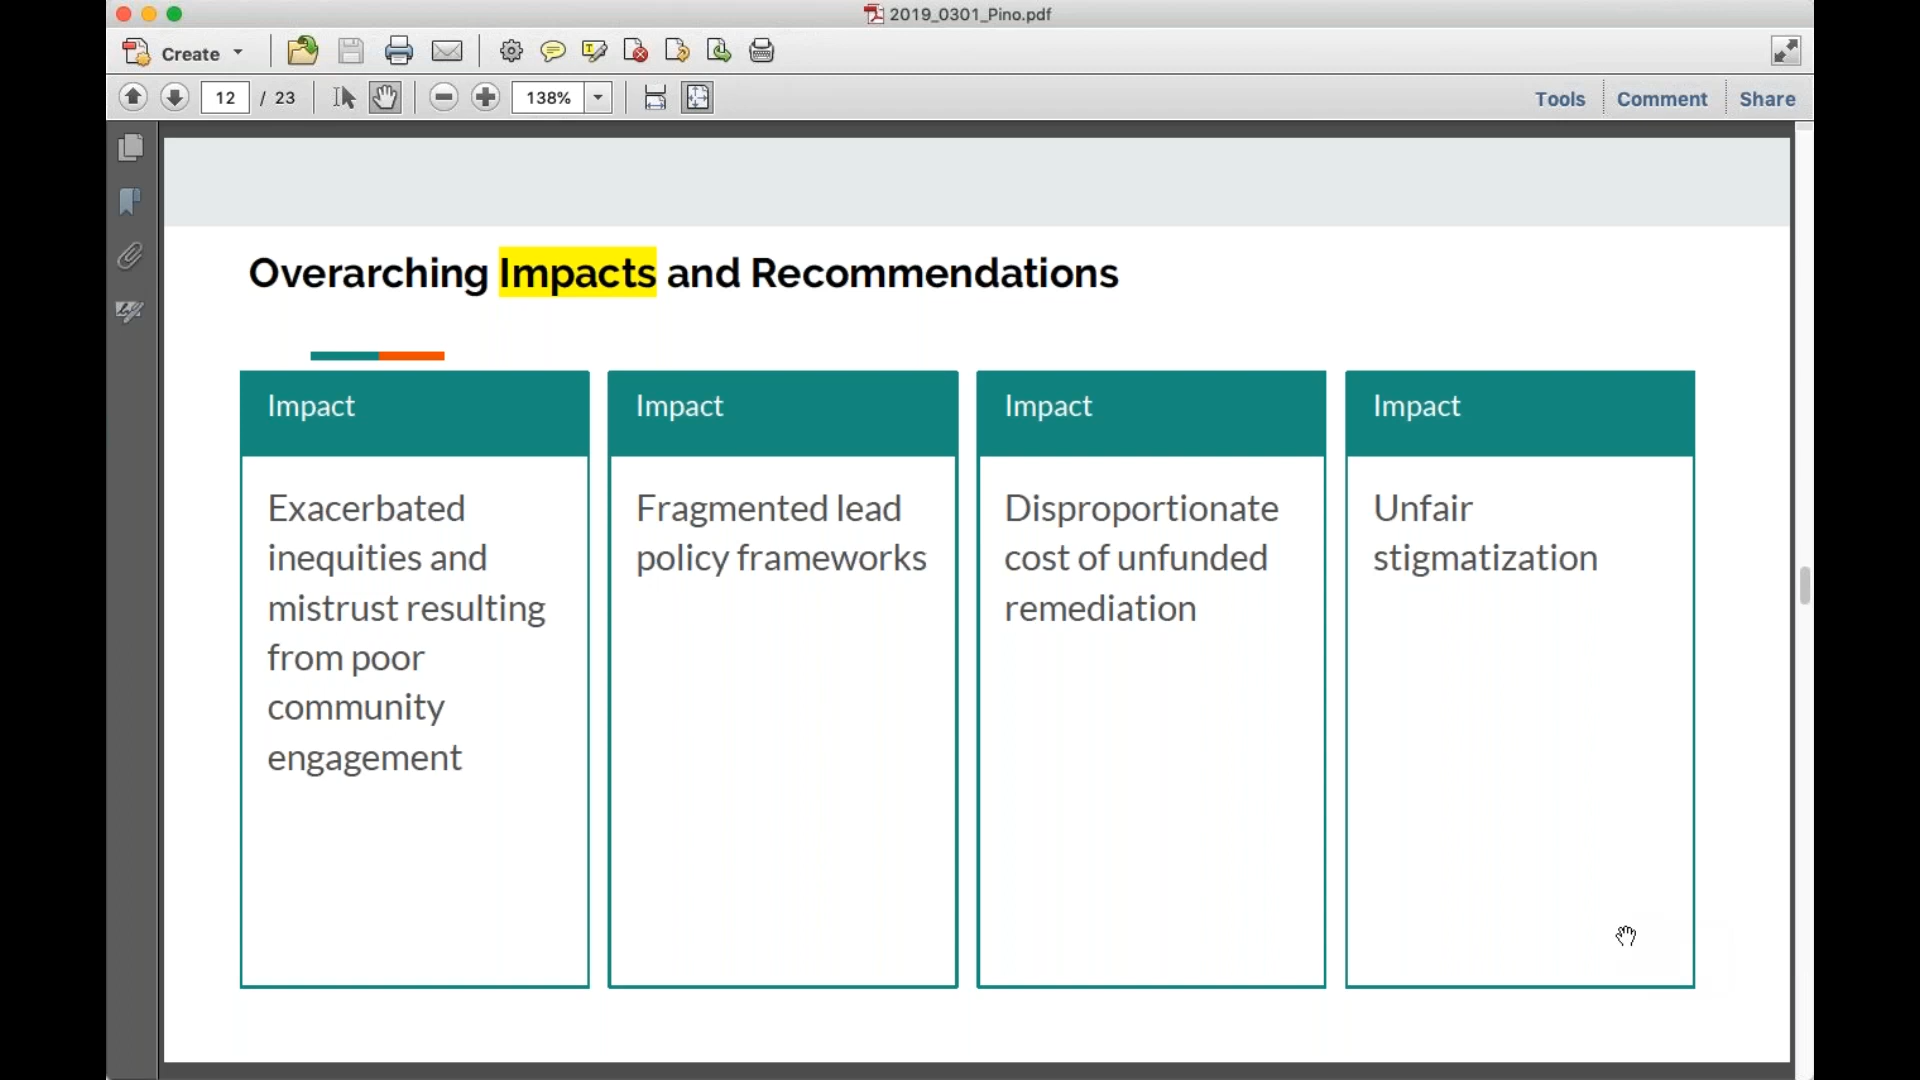 2019_0301_Pino.pdf
Create
12 / 23
138%
Tools
Comment
Share
Overarching Impacts and Recommendations
Impact
Exacerbated
inequities and
mistrust resulting
from poor
community
engagement
Impact
Fragmented lead
policy frameworks
Impact
Disproportionate
cost of unfunded
remediation
Impact
Unfair
stigmatization